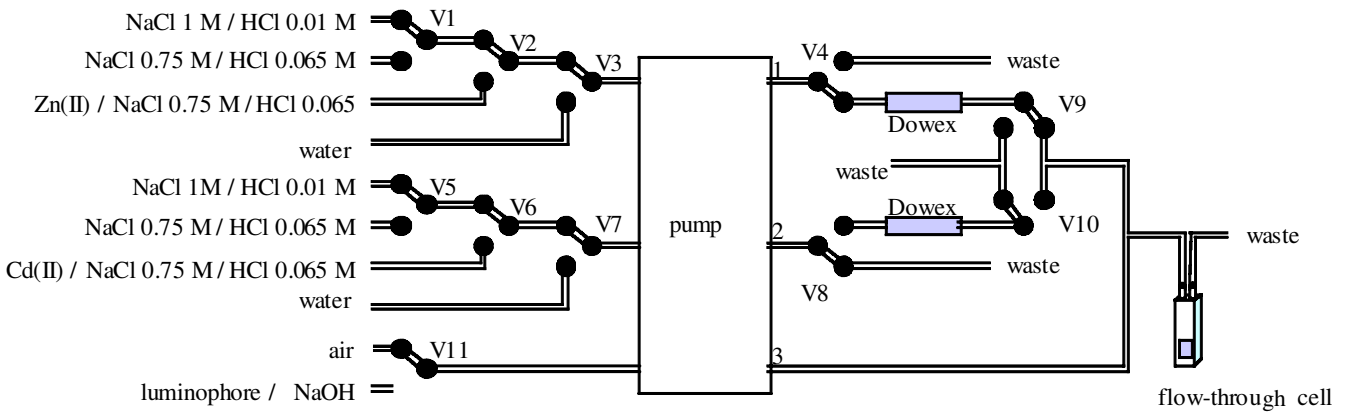 NaCl 1 M / HCl 0.01 M
V1
NaCl 0.75 M / HCl 0.065 M
V2
V3
Zn(II) / NaCl 0.75 M / HCl 0.065
water
NaCl 1M / HCl 0.01 M
V5
NaCl 0.75 M / HCl 0.065 M
V6
V7
Cd(II) / NaCl 0.75 M / HCl 0.065 M
water
air
V11
luminophore / NaOH
pump
1
2
3
V4
waste
Dowex
V9
waste
Dowex
V10
waste
V8
waste
flow-through cell